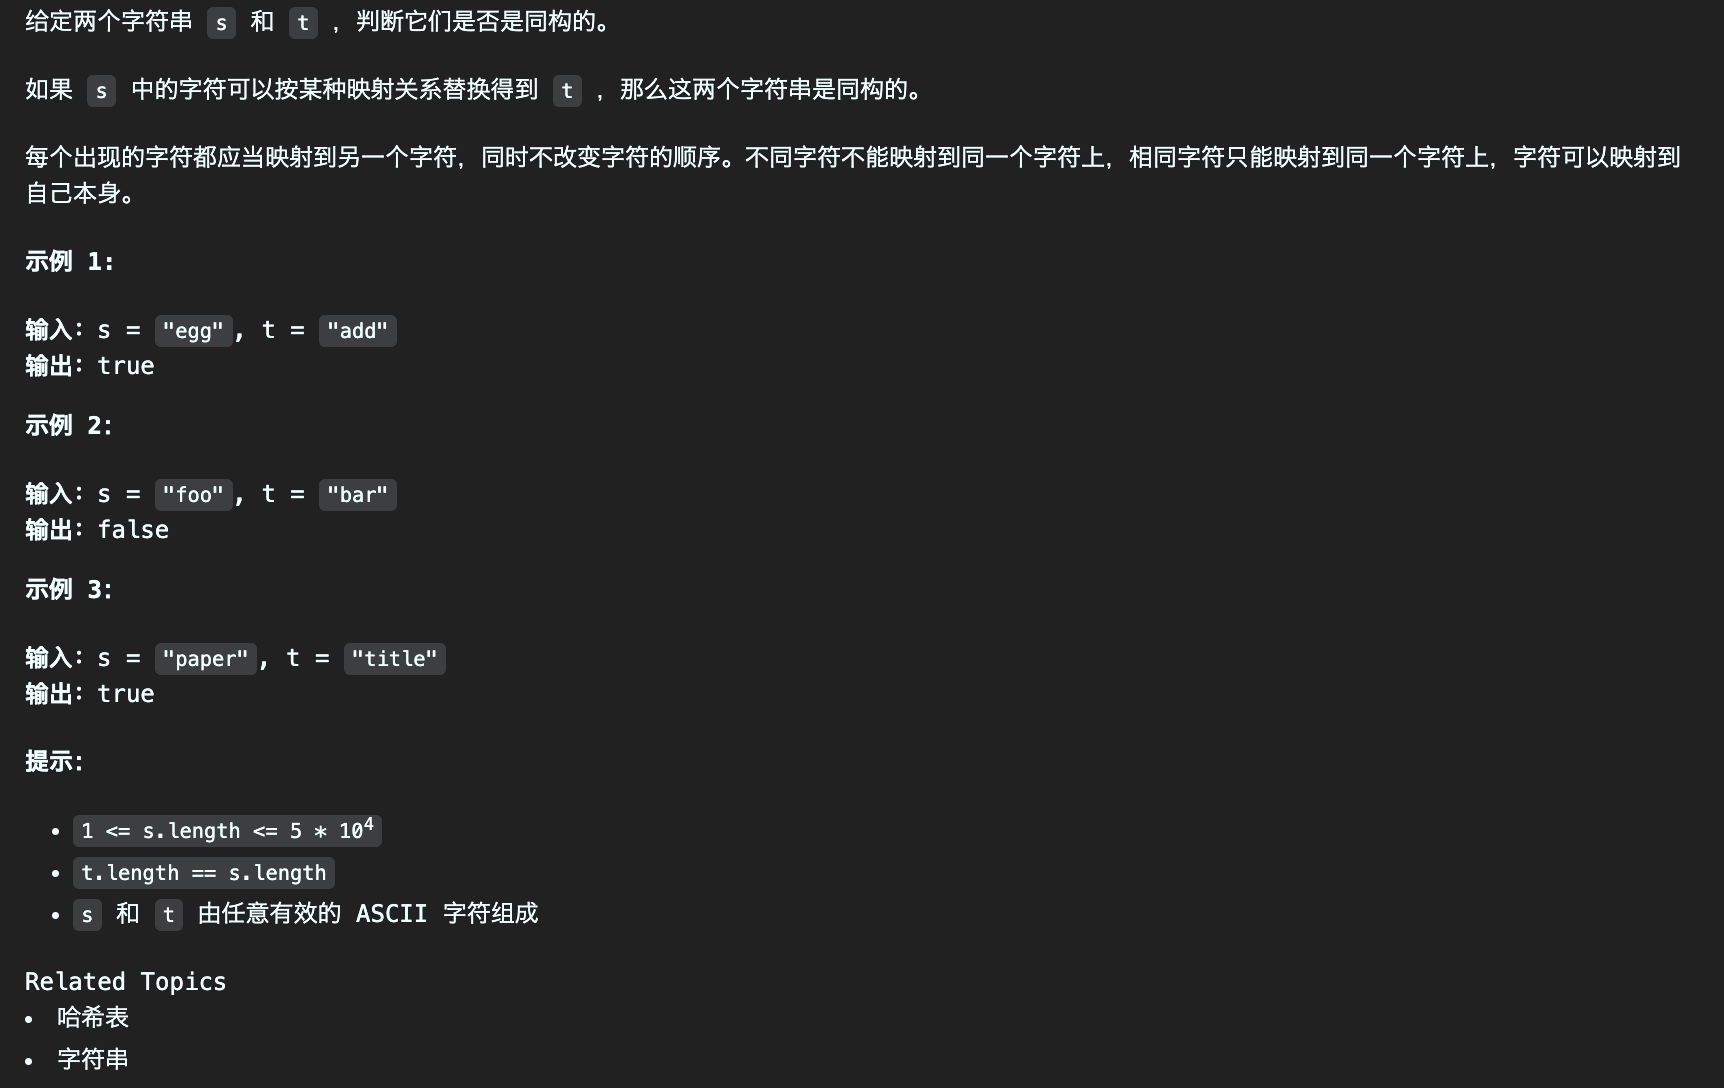 给定两个字符串 s 和 t ，判断它们是否是同构的。
如果 s 中的字符可以按某种映射关系替换得到 t ，那么这两个字符串是同构的。
每个出现的字符都应当映射到另一个字符，同时不改变字符的顺序。不同字符不能映射到同一个字符上，相同字符只能映射到同一个字符上，字符可以映射到
自己本身。
示例 1:
输入：s = "egg", t = "add"
输出：true
示例 2：
输入：s = "foo", t = "bar"
输出：false
示例 3：
输入：s = "paper", t = "title"
输出：true
提示：
• 1 <= s.length <= 5 * 10⁴
• t.length == s.length
• s 和 t 由任意有效的 ASCII 字符组成
Related Topics
• 哈希表
• 字符串